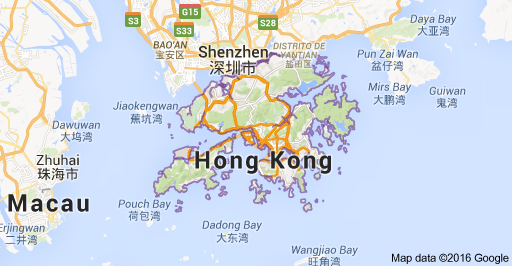 G15
S3
S33
BAO'AN
宝安区
Shenzhen
深圳市
DISTRITO DE
YANTIAN
盐田区
Daya Bay
大亚湾
Pun Zai Wan
盆仔湾
Mirs Bay
大鹏湾
Guiwan
鬼湾
Jiaokengwan
蕉坑湾
Dawuwan
大坞湾
Zhuhai
珠海市
Hong Kong
Macau
Pouch Bay
荷包湾
Erjingwan
二井湾
Dadong Bay
大东湾
Wangjiao Bay
旺角湾
Map data ©2016 Google